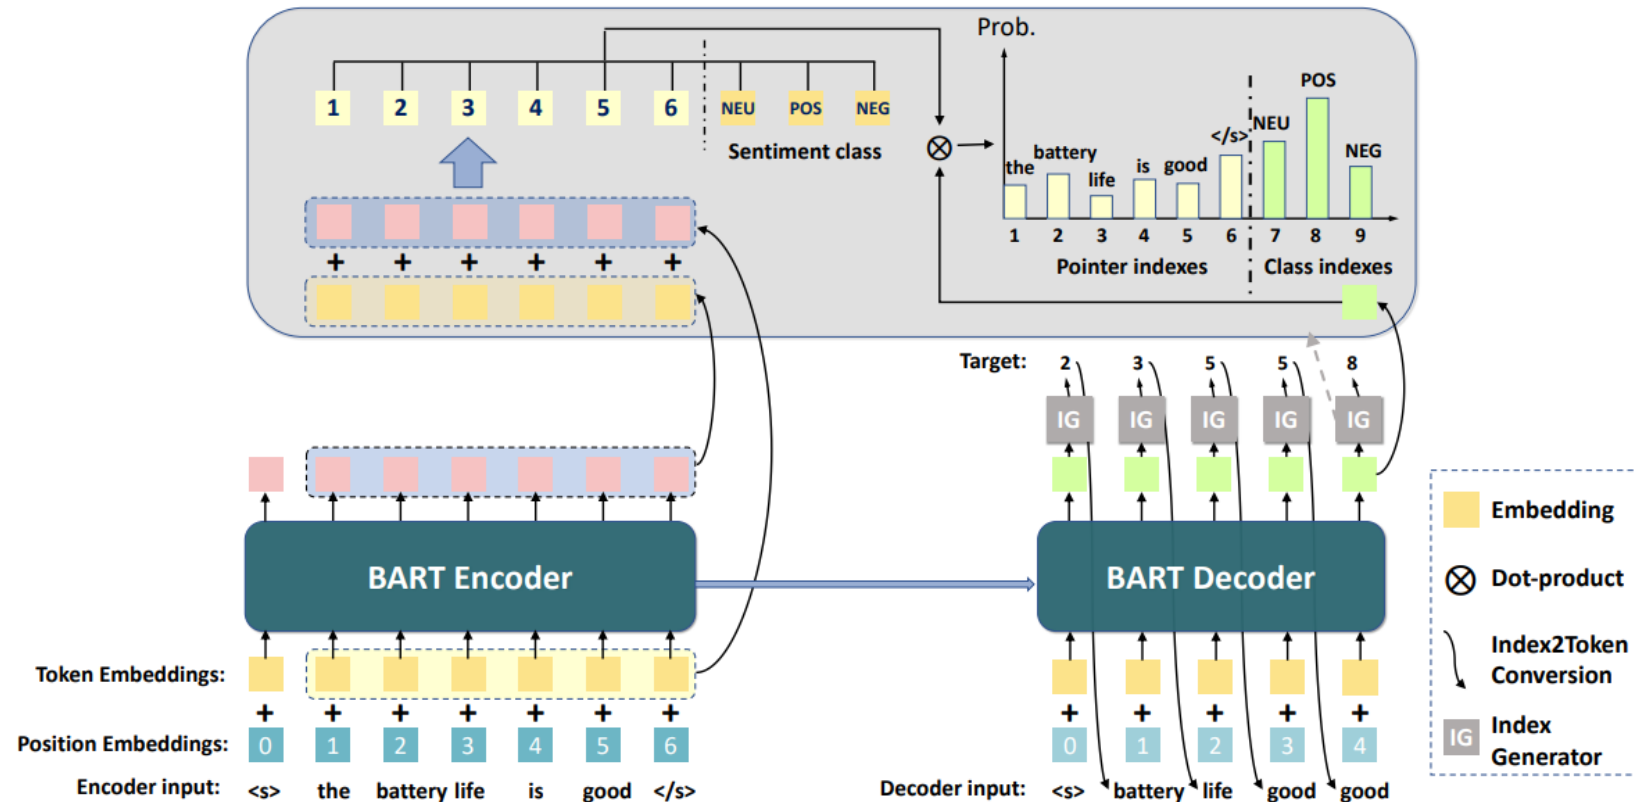 Prob.
1 2 3 4 5 6 NEU POS NEG
Sentiment class
the battery life is good </s> NEU POS NEG
1 2 3 4 5 6 7 8 9
Pointer indexes Class indexes
+ + + + + +
Target: 2 3 5 5 8
IG IG IG IG IG
BART Encoder
BART Decoder
Embedding
Dot-product
Index2Token
Conversion
IG Index
Generator
Token Embeddings:
+ + + + + + + + + + + +
Position Embeddings: 0 1 2 3 4 5 6 0 1 2 3 4
Encoder input: <s> the battery life is good </s>
Decoder input: <s> battery life good good